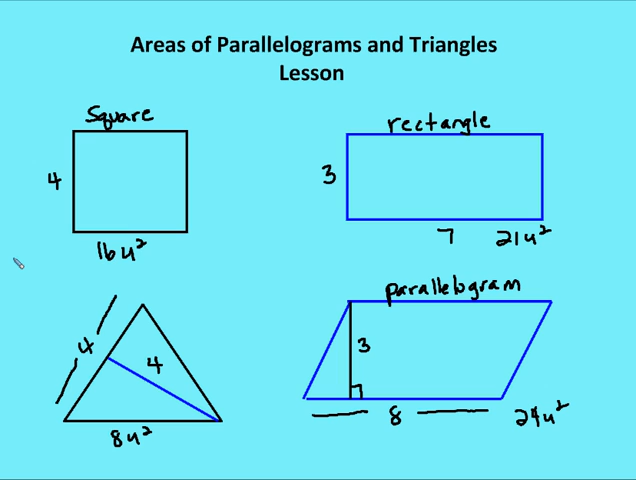 Areas of Parallelograms and Triangles
Lesson
Square
4
16u²
rectangle
3
7
21u²
4
4
8u²
parallelogram
3
8
24u²